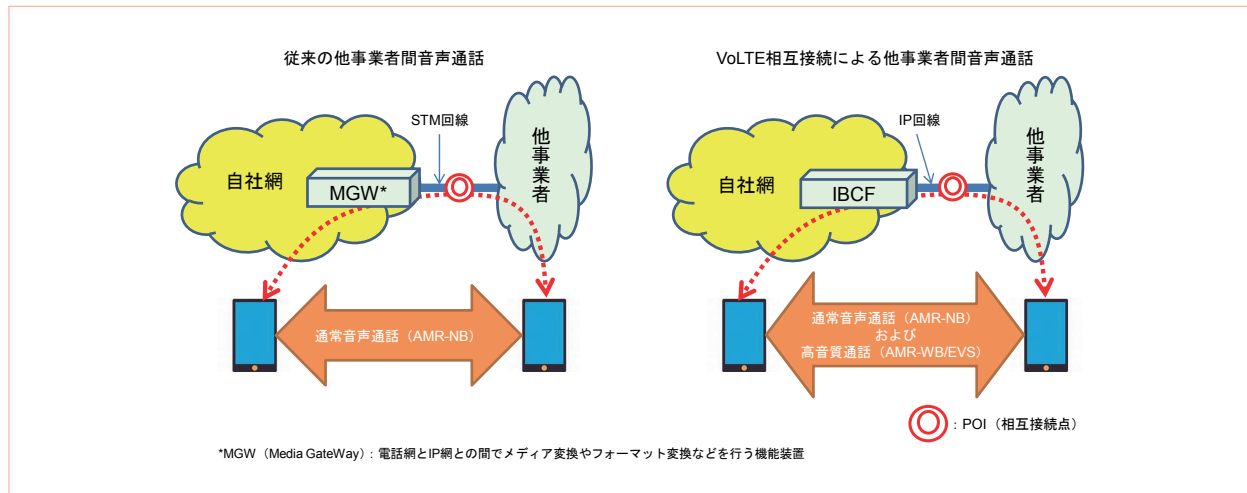 従来の他事業者間音声通話
STM回線
自社網
MGW*
他事業者
通常音声通話（AMR-NB）
VoLTE相互接続による他事業者間音声通話
IP回線
自社網
IBCF
他事業者
通常音声通話（AMR-NB）
および
高音質通話（AMR-WB/EVS）
：POI（相互接続点）
*MGW（Media GateWay）：電話網とIP網との間でメディア変換やフォーマット変換などを行う機能装置